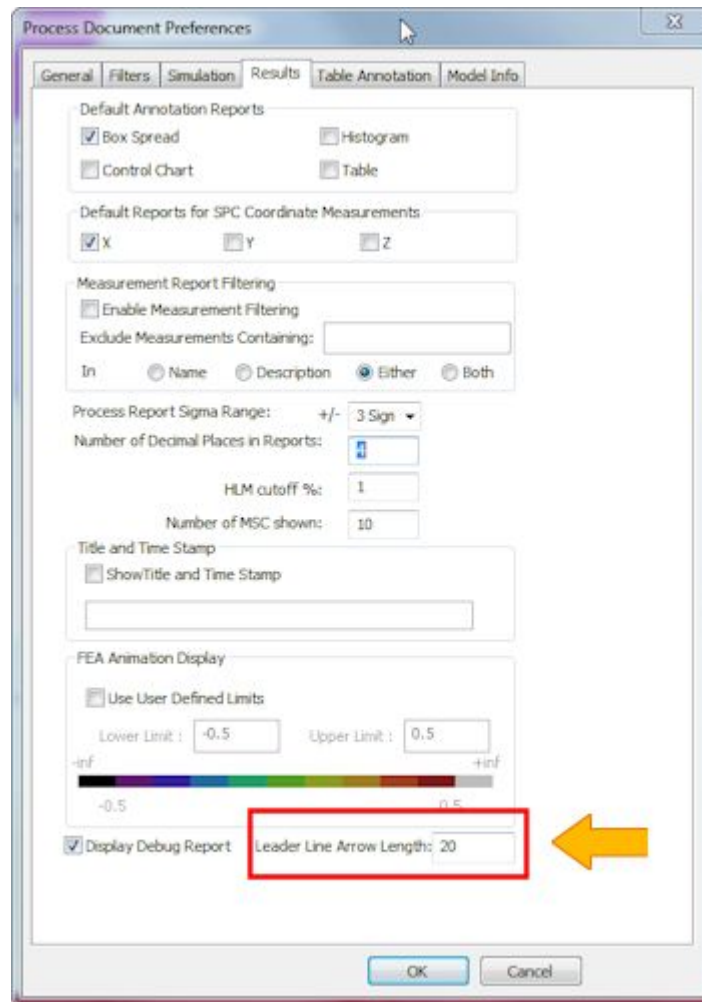 Process Document Preferences
General Filters Simulation Results Table Annotation Model Info
Default Annotation Reports
Box Spread Histogram
Control Chart Table
Default Reports for SPC Coordinate Measurements
X Y Z
Measurement Report Filtering
Enable Measurement Filtering
Exclude Measurements Containing:
In Name Description Either Both
Process Report Sigma Range: +/- 3 Sign
Number of Decimal Places in Reports: 4
HLM cutoff %: 1
Number of MSC shown: 10
Title and Time Stamp
ShowTitle and Time Stamp
FEA Animation Display
Use User Defined Limits
Lower Limit : -0.5 Upper Limit : 0.5
-inf +inf
-0.5 0.5
Display Debug Report Leader Line Arrow Length: 20
OK Cancel